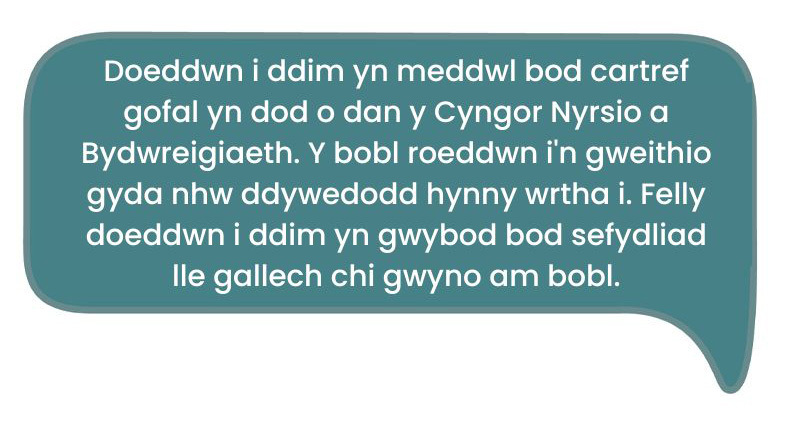 Doeddwn i ddim yn meddwl bod cartref
gofal yn dod o dan y Cyngor Nyrsio a
Bydwreigiaeth. Y bobl roeddwn i'n gweithio
gyda nhw ddywedodd hynny wrtha i. Felly
doeddwn i ddim yn gwybod bod sefydliad
lle gallech chi gwyno am bobl.